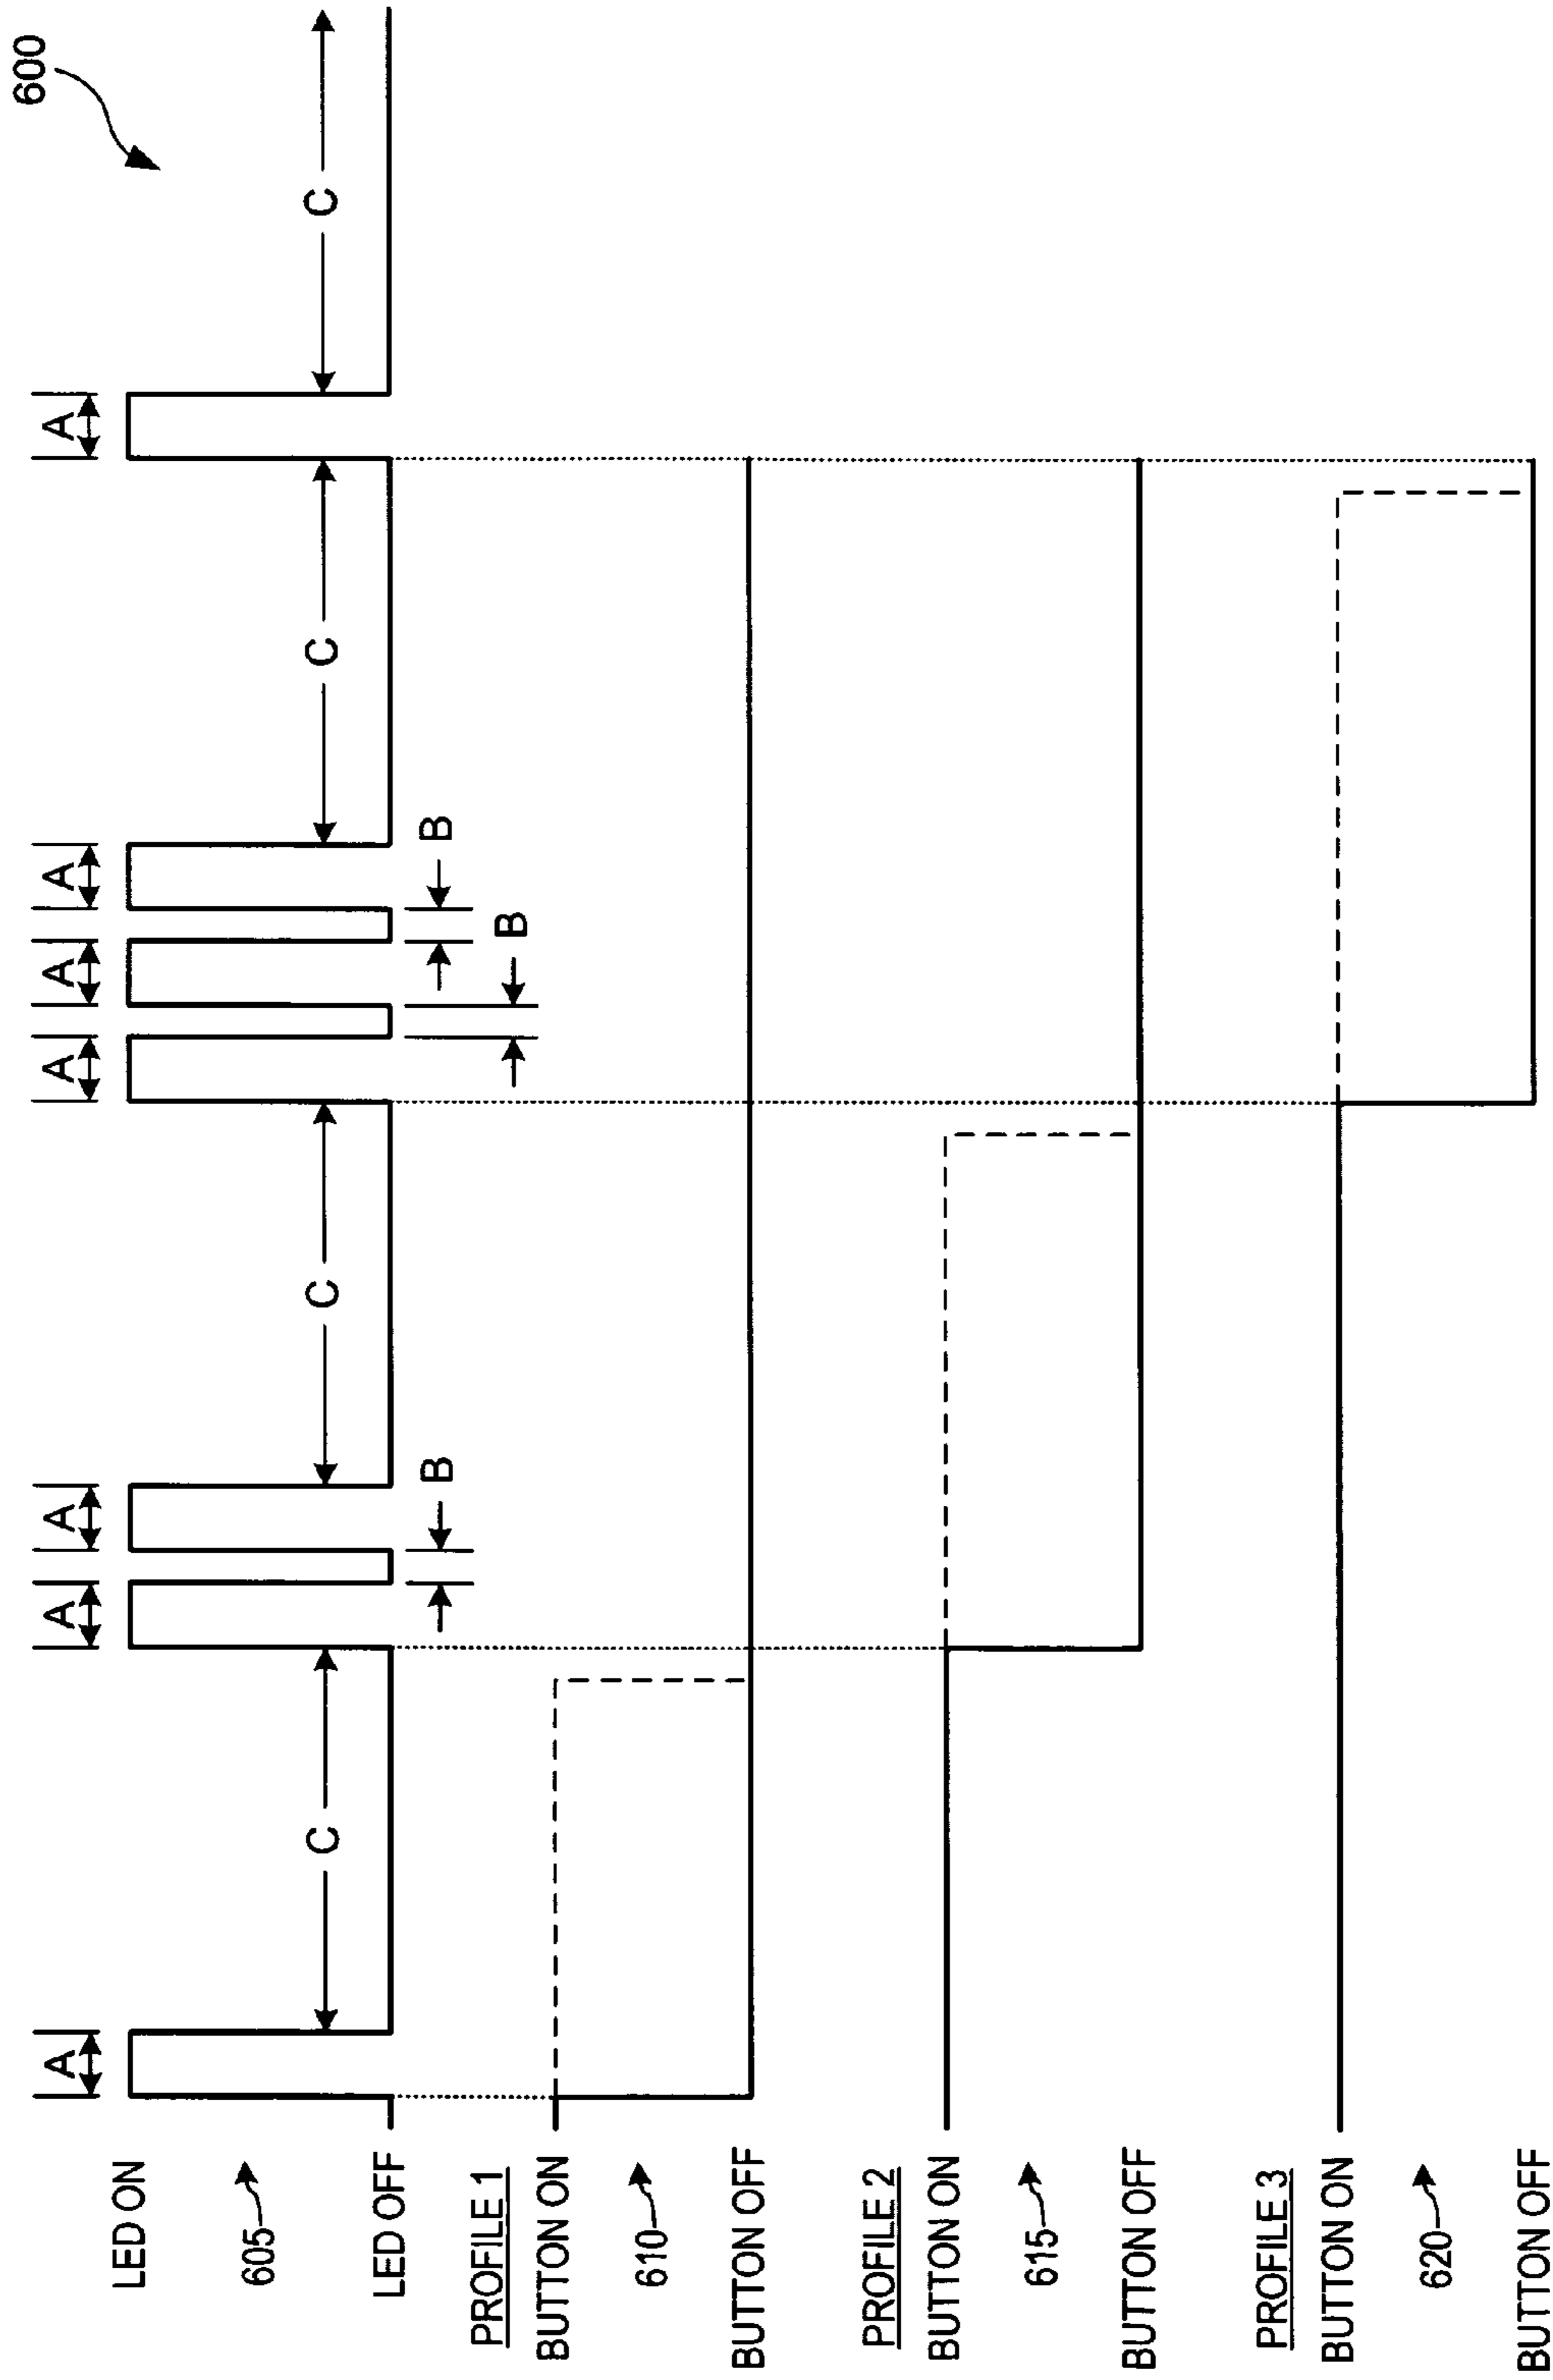 600
A A A A A A A
LED ON
605
C C C C
LED OFF
B B
B
PROFILE 1
BUTTON ON
610
BUTTON OFF
PROFILE 2
BUTTON ON
615
BUTTON OFF
PROFILE 3
BUTTON ON
620
BUTTON OFF